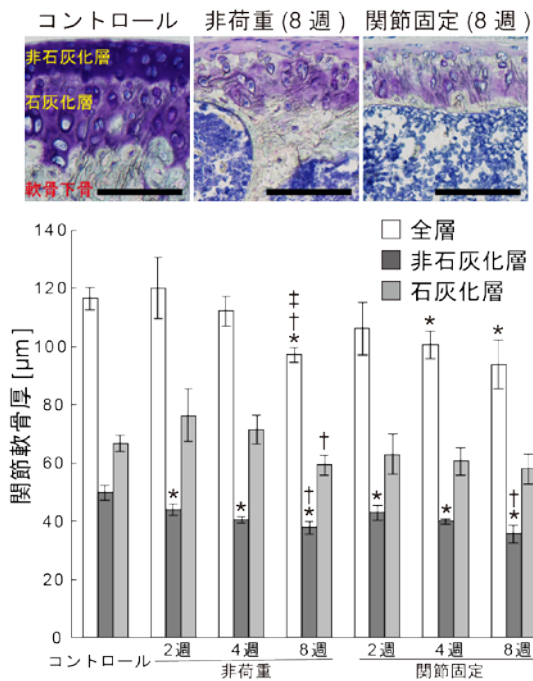 コントロール 非荷重(8週) 関節固定(8週)
非石灰化層
石灰化層
軟骨下骨
140
120
100
80
60
40
20
0
関節軟骨厚 [μm]
全層
非石灰化層
石灰化層
‡
†
*
*
*
†
*
*
†
*
*
*
†
*
2週 4週 8週 2週 4週 8週
コントロール 非荷重 関節固定